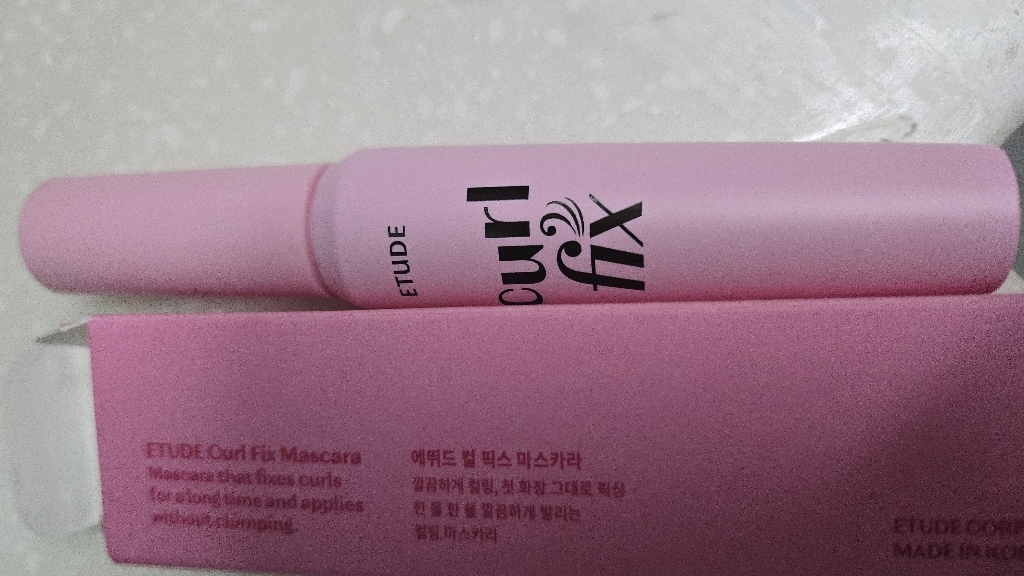 ETUDE
curl
fix
ETUDE Curl Fix Mascara
Mascara that fixes curls
for a long time and applies
without clumping.
에뛰드 컬 픽스 마스카라
깔끔하게 컬링, 첫 화장 그대로 픽싱
한 올 한 올 깔끔하게 발리는
컬링 마스카라
ETUDE
MADE IN